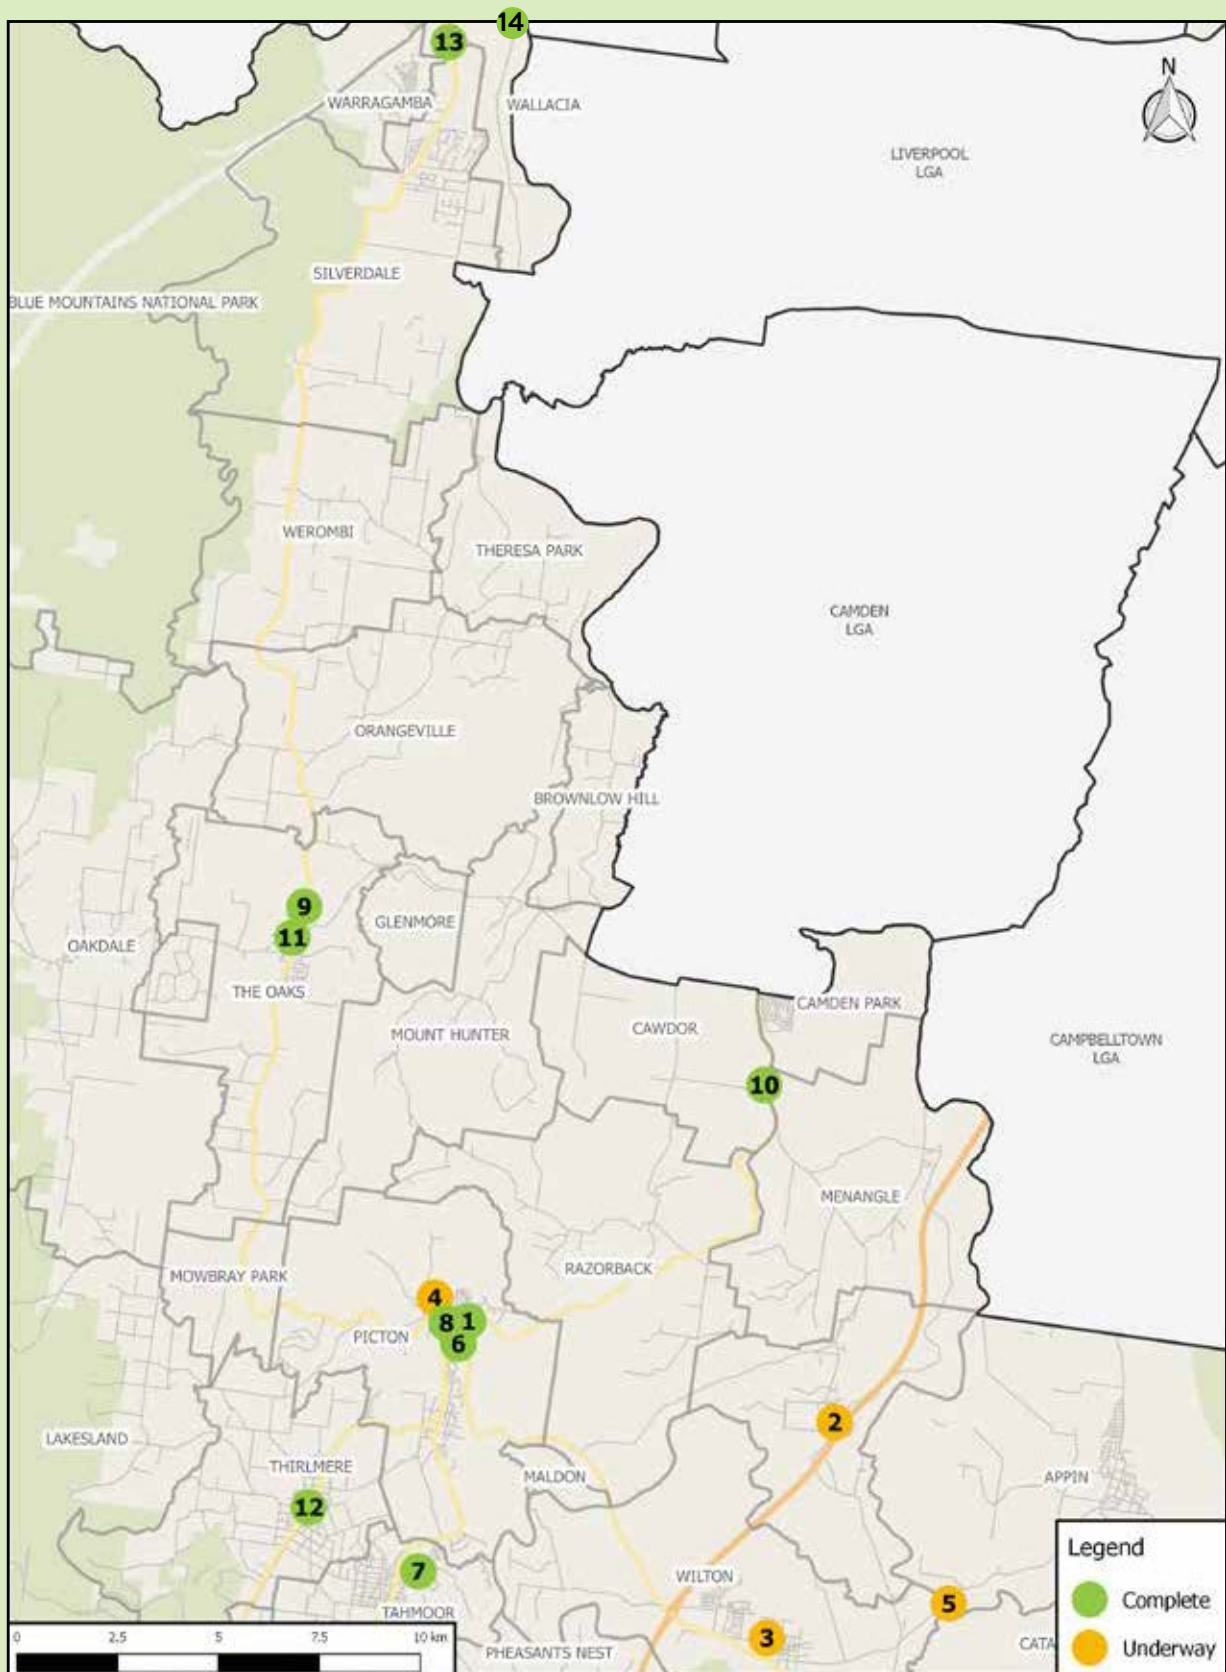 14
13
N
WARRAGAMBA
WALLACIA
LIVERPOOL
LGA
SILVERDALE
BLUE MOUNTAINS NATIONAL PARK
WEROMBI
THERESA PARK
CAMDEN
LGA
ORANGEVILLE
BROWNLOW HILL
9
GLENMORE
11
OAKDALE
THE OAKS
CAMDEN PARK
MOUNT HUNTER
CAWDOR
CAMPBELLTOWN
LGA
10
MENANGLE
RAZORBACK
MOWBRAY PARK
4
8
1
PICTON
6
2
LAKESLAND
THIRLMERE
MALDON
APPIN
12
Legend
7
WILTON
Complete
5
TAHMOOR
3
CATA
Underway
PHEASANTS NEST
0
2.5
5
7.5
10 km